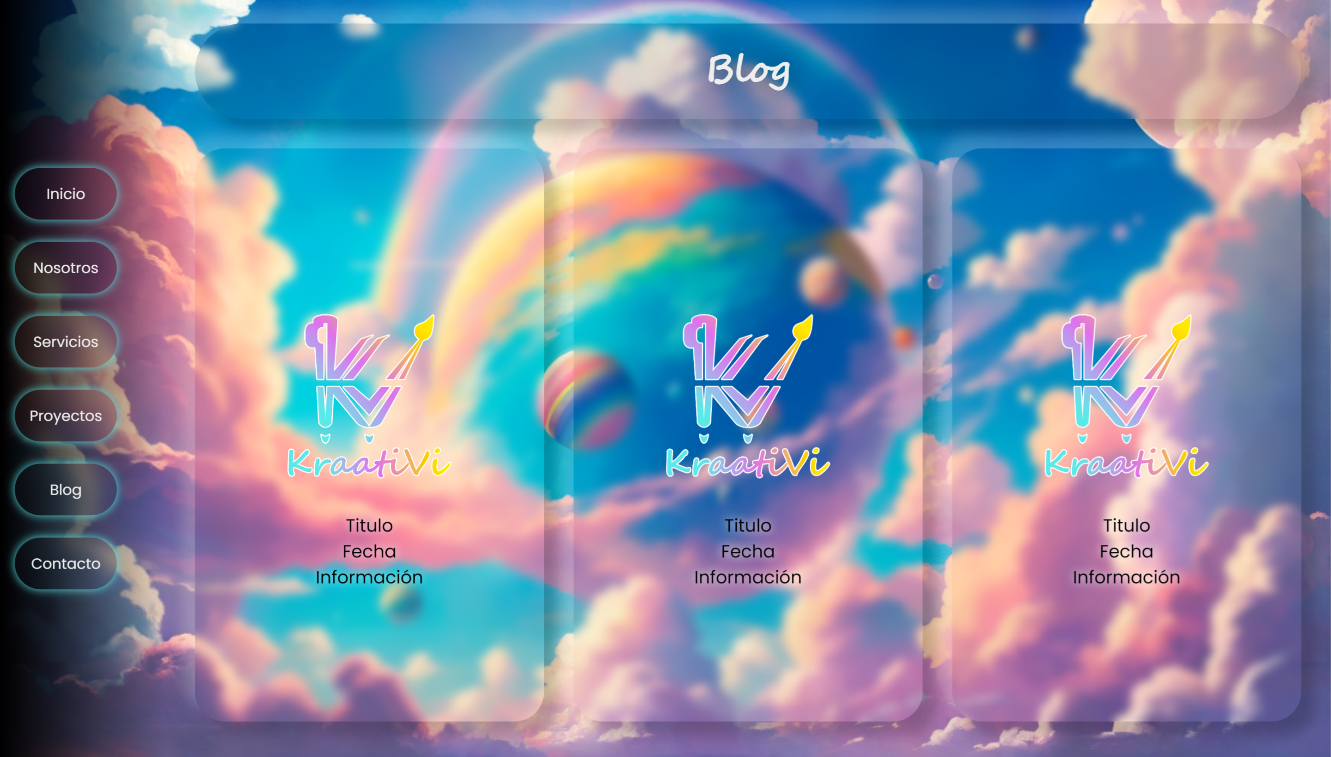 Blog
Inicio
Nosotros
Servicios
Proyectos
Blog
Contacto
KraatiVi
Titulo
Fecha
Información
KraatiVi
Titulo
Fecha
Información
KraatiVi
Titulo
Fecha
Información